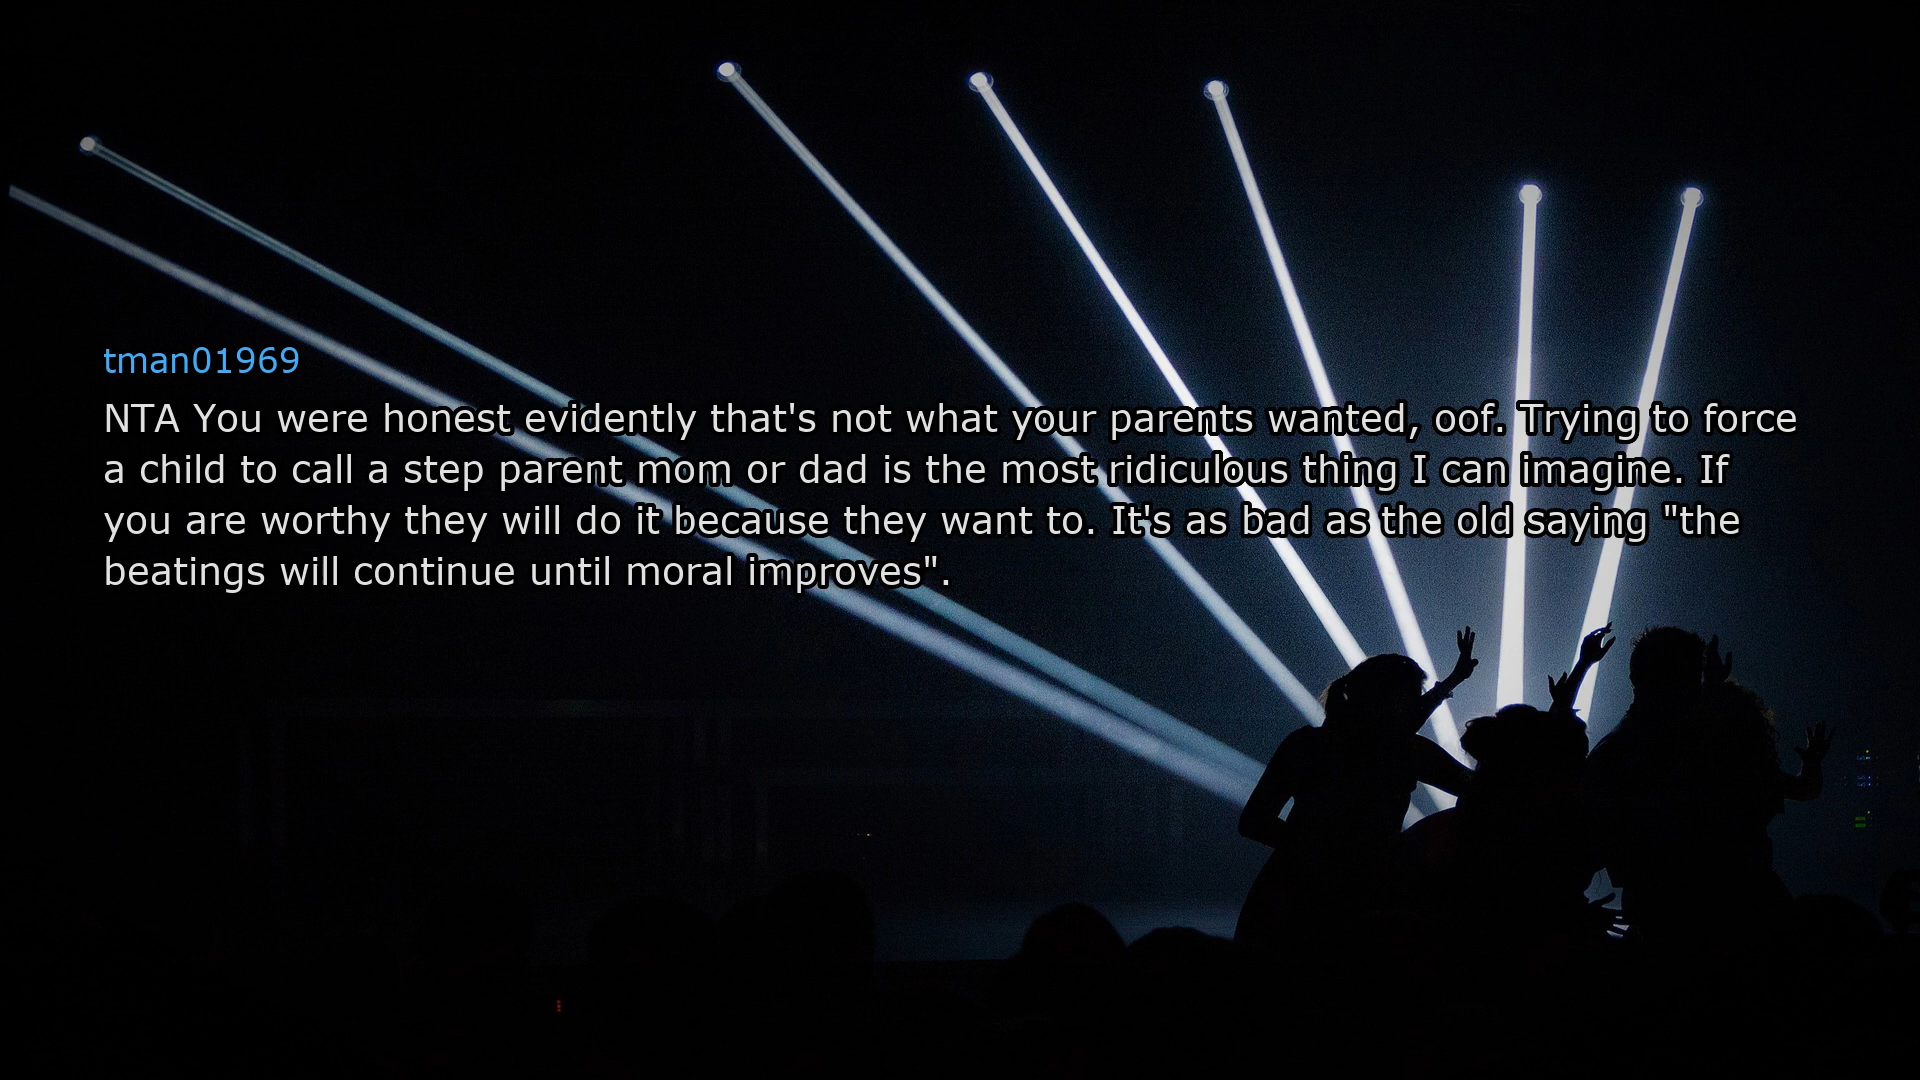 tman01969
NTA You were honest evidently that's not what your parents wanted, oof. Trying to force
a child to call a step parent mom or dad is the most ridiculous thing I can imagine. If
you are worthy they will do it because they want to. It's as bad as the old saying "the
beatings will continue until moral improves".